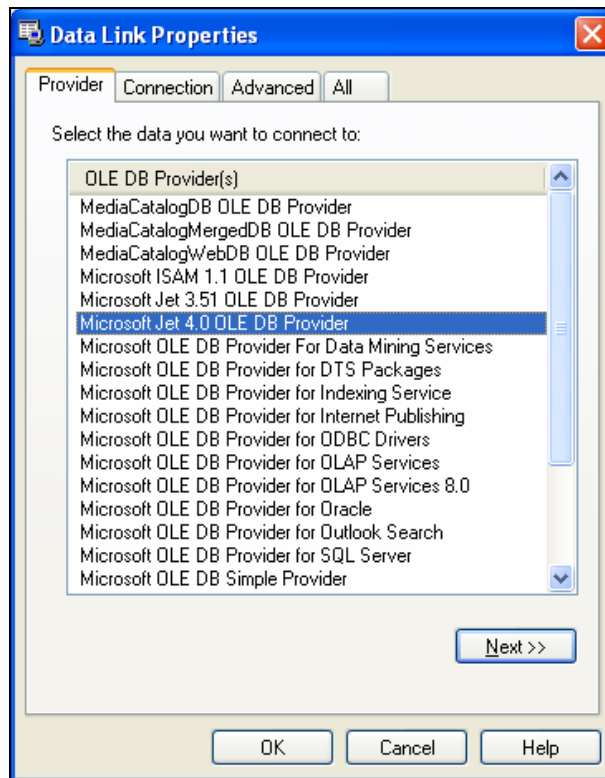 Data Link Properties
Provider Connection Advanced All
Select the data you want to connect to:
OLE DB Provider(s)
MediaCatalogDB OLE DB Provider
MediaCatalogMergedDB OLE DB Provider
MediaCatalogWebDB OLE DB Provider
Microsoft ISAM 1.1 OLE DB Provider
Microsoft Jet 3.51 OLE DB Provider
Microsoft Jet 4.0 OLE DB Provider
Microsoft OLE DB Provider For Data Mining Services
Microsoft OLE DB Provider for DTS Packages
Microsoft OLE DB Provider for Indexing Service
Microsoft OLE DB Provider for Internet Publishing
Microsoft OLE DB Provider for ODBC Drivers
Microsoft OLE DB Provider for OLAP Services
Microsoft OLE DB Provider for OLAP Services 8.0
Microsoft OLE DB Provider for Oracle
Microsoft OLE DB Provider for Outlook Search
Microsoft OLE DB Provider for SQL Server
Microsoft OLE DB Simple Provider
Next >>
OK Cancel Help